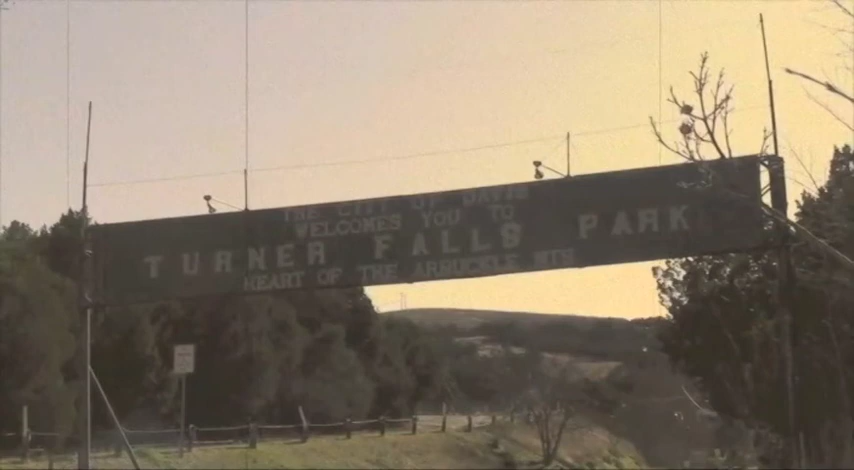 THE CITY OF DAVIS
WELCOMES YOU TO
TURNER FALLS PARK
HEART OF THE ARBUCKLE MTS